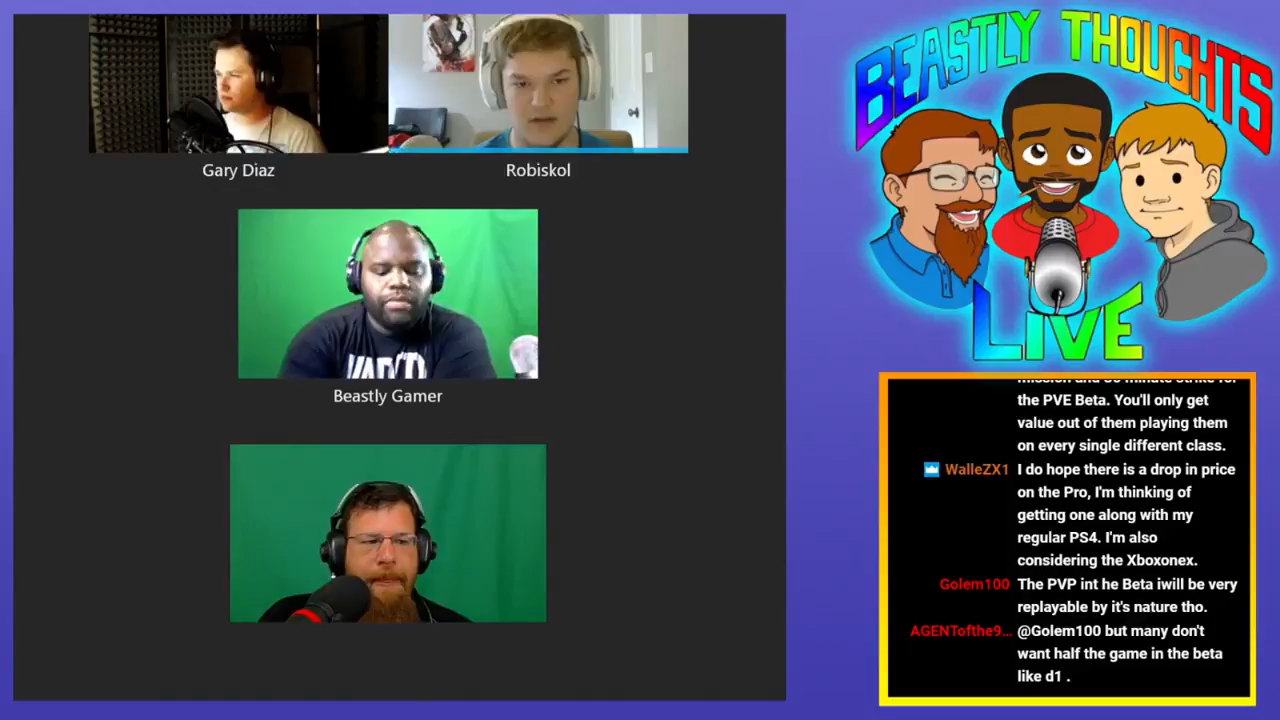 BEASTLY THOUGHTS
LIVE
Gary Diaz
Robiskol
Beastly Gamer
the PVE Beta. You'll only get
value out of them playing them
on every single different class.
WalleZX1 I do hope there is a drop in price
on the Pro, I'm thinking of
getting one along with my
regular PS4. I'm also
considering the Xboxonex.
Golem100 The PVP int he Beta iwill be very
replayable by it's nature tho.
AGENTofthe9... @Golem100 but many don't
want half the game in the beta
like d1 .